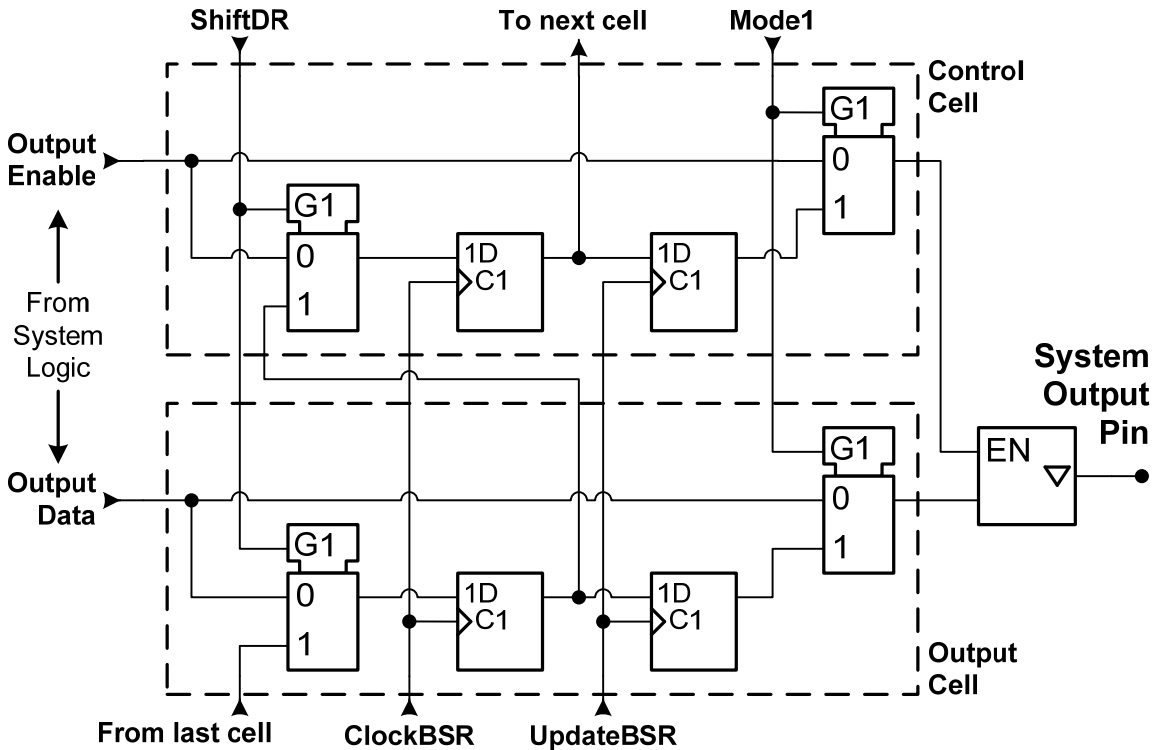 ShiftDR
To next cell
Mode1
Control
Cell
G1
Output
Enable
0
1
G1
0
1
1D
C1
1D
C1
From
System
Logic
System
Output
Pin
G1
EN
Output
Data
0
1
G1
0
1
1D
C1
1D
C1
Output
Cell
From last cell
ClockBSR
UpdateBSR